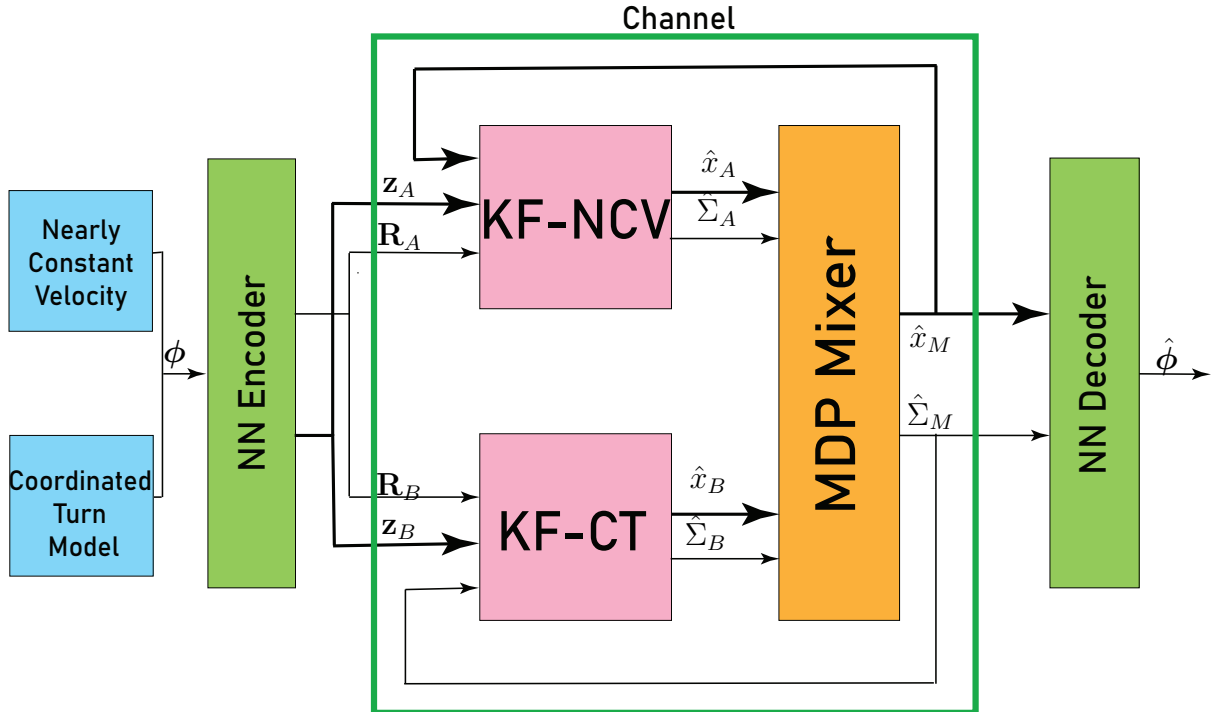 Channel
Nearly
Constant
Velocity
Coordinated
Turn
Model
ϕ
NN Encoder
z_A
R_A
R_B
z_B
KF-NCV
KF-CT
x̂_A
Σ̂_A
x̂_B
Σ̂_B
MDP Mixer
x̂_M
Σ̂_M
NN Decoder
ϕ̂